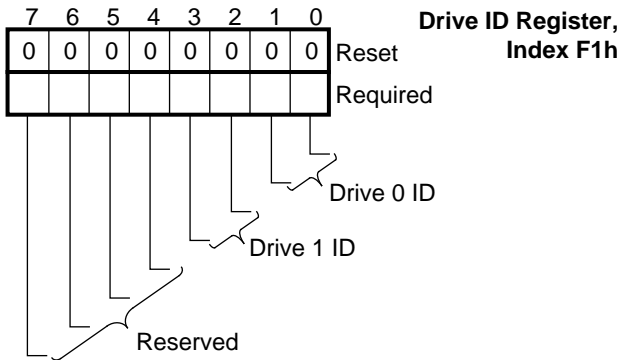 7 6 5 4 3 2 1 0
Drive ID Register,
Index F1h
0 0 0 0 0 0 0 0 Reset
Required
Drive 0 ID
Drive 1 ID
Reserved